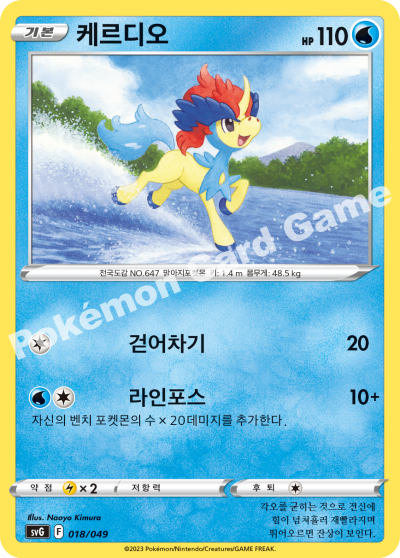 기본 케르디오 HP 110
전국도감 NO.647 망아지포켓몬 키: 1.4 m 몸무게: 48.5 kg
걷어차기 20
라인포스 10+
자신의 벤치 포켓몬의 수 × 20데미지를 추가한다.
약점 ×2 저항력 후퇴
Illus. Naoyo Kimura
svG F 018/049
각오를 굳히는 것으로 전신에
힘이 넘쳐흘러 재빨라지며
뛰어오르면 잔상이 보인다.
©2023 Pokémon/Nintendo/Creatures/GAME FREAK.
Pokémon Card Game